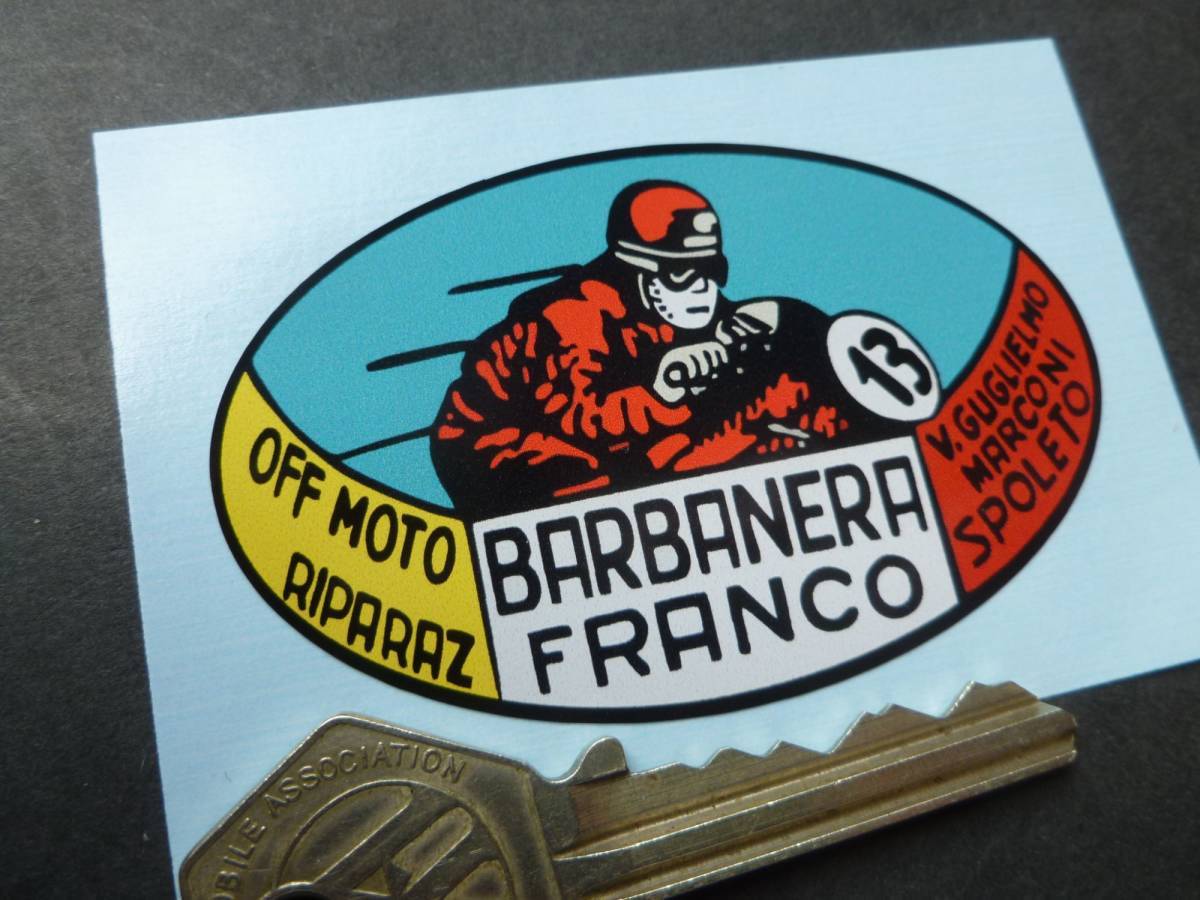 13
OFF MOTO
RIPARAZ
BARBANERA
FRANCO
V. GUGLIELMO
MARCONI
SPOLETO
OBILE ASSOCIATION